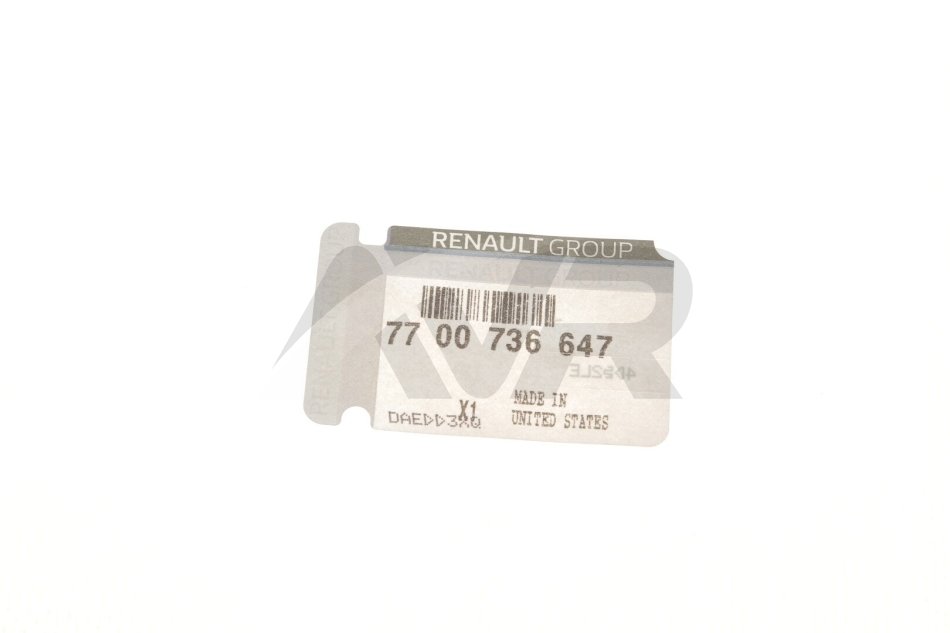 RENAULT GROUP
77 00 736 647
X1
MADE IN
UNITED STATES